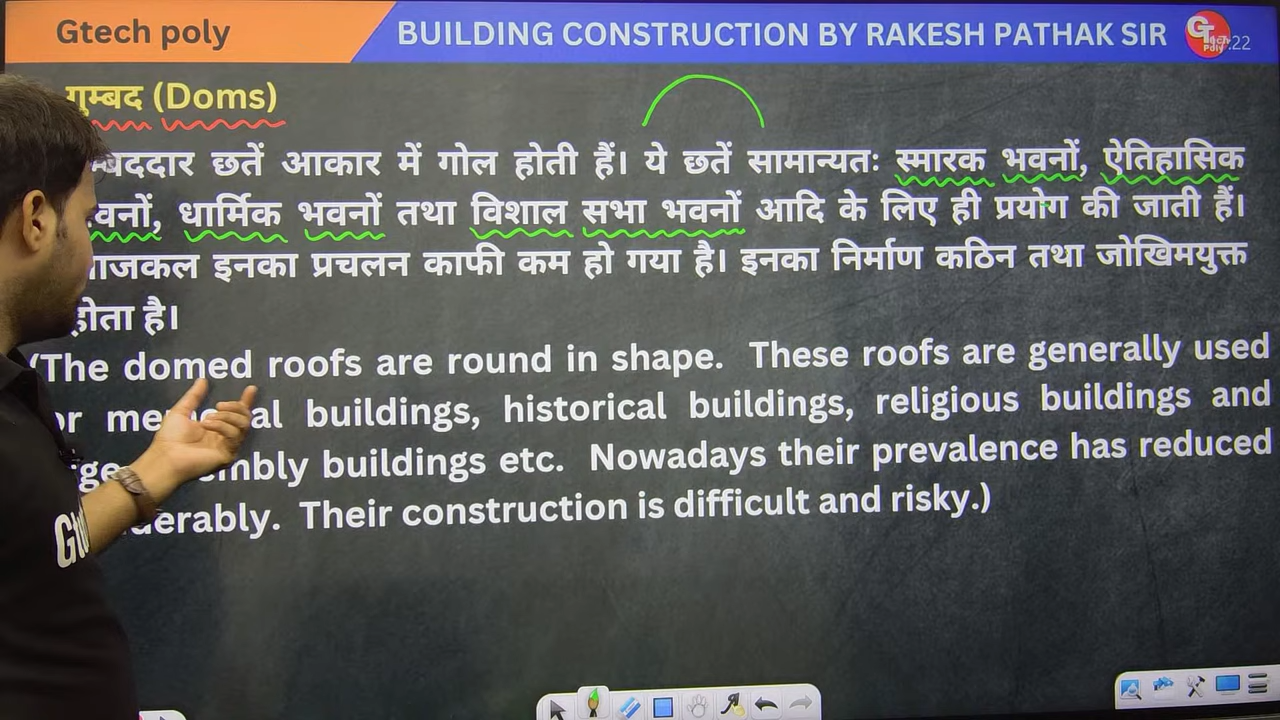 Gtech poly
BUILDING CONSTRUCTION BY RAKESH PATHAK SIR
GT
Poly
:22
गुम्बद (Doms)
छतें आकार में गोल होती हैं। ये छतें सामान्यतः स्मारक भवनों, ऐतिहासिक
धार्मिक भवनों तथा विशाल सभा भवनों आदि के लिए ही प्रयोग की जाती हैं।
इनका प्रचलन काफी कम हो गया है। इनका निर्माण कठिन तथा जोखिमयुक्त
होता है।
(The domed roofs are round in shape. These roofs are generally used
buildings, historical buildings, religious buildings and
buildings etc. Nowadays their prevalence has reduced
Their construction is difficult and risky.)